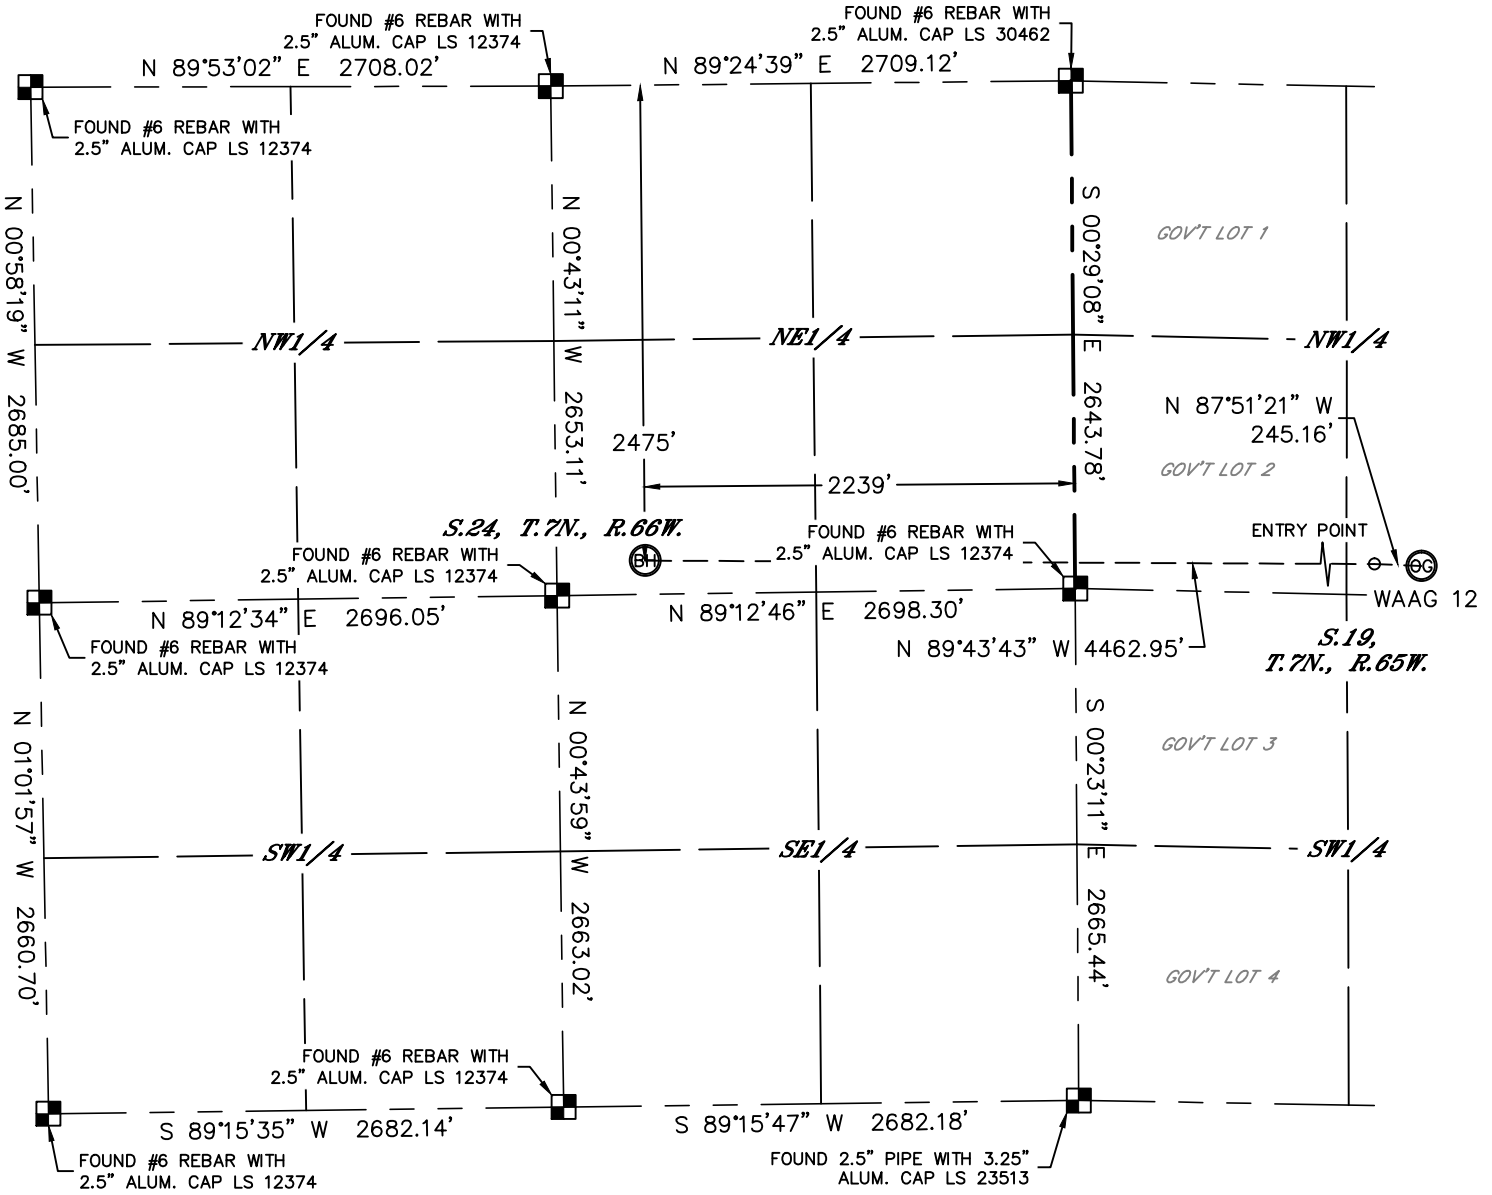 FOUND #6 REBAR WITH
2.5" ALUM. CAP LS 12374
FOUND #6 REBAR WITH
2.5" ALUM. CAP LS 30462
N 89°53'02" E 2708.02'
N 89°24'39" E 2709.12'
FOUND #6 REBAR WITH
2.5" ALUM. CAP LS 12374
N 00°58'19" W 2685.00'
N 00°43'11" W 2653.11'
S 00°29'08" E 2643.78'
GOV'T LOT 1
NW1/4
NE1/4
NW1/4
N 87°51'21" W
245.16'
2475'
GOV'T LOT 2
2239'
S.24, T.7N., R.66W.
FOUND #6 REBAR WITH
2.5" ALUM. CAP LS 12374
ENTRY POINT
FOUND #6 REBAR WITH
2.5" ALUM. CAP LS 12374
BH
OG
WAAG 12
N 89°12'34" E 2696.05'
N 89°12'46" E 2698.30'
FOUND #6 REBAR WITH
2.5" ALUM. CAP LS 12374
N 89°43'43" W 4462.95'
S.19,
T.7N., R.65W.
N 01°01'57" W 2660.70'
N 00°43'59" W 2663.02'
S 00°23'11" E 2665.44'
GOV'T LOT 3
SW1/4
SE1/4
SW1/4
GOV'T LOT 4
FOUND #6 REBAR WITH
2.5" ALUM. CAP LS 12374
S 89°15'35" W 2682.14'
S 89°15'47" W 2682.18'
FOUND #6 REBAR WITH
2.5" ALUM. CAP LS 12374
FOUND 2.5" PIPE WITH 3.25"
ALUM. CAP LS 23513